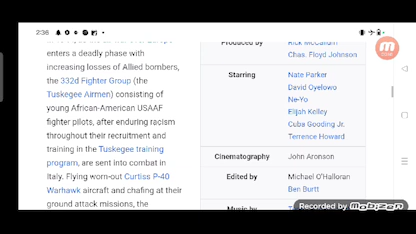 2:36
enters a deadly phase with
increasing losses of Allied bombers,
the 332d Fighter Group (the
Tuskegee Airmen) consisting of
young African-American USAAF
fighter pilots, after enduring racism
throughout their recruitment and
training in the Tuskegee training
program, are sent into combat in
Italy. Flying worn-out Curtiss P-40
Warhawk aircraft and chafing at their
ground attack missions, the
Produced by
Rick McCallum
Chas. Floyd Johnson
Starring
Nate Parker
David Oyelowo
Ne-Yo
Elijah Kelley
Cuba Gooding Jr.
Terrence Howard
Cinematography
John Aronson
Edited by
Michael O'Halloran
Ben Burtt
Music by
Recorded by
Mobizen